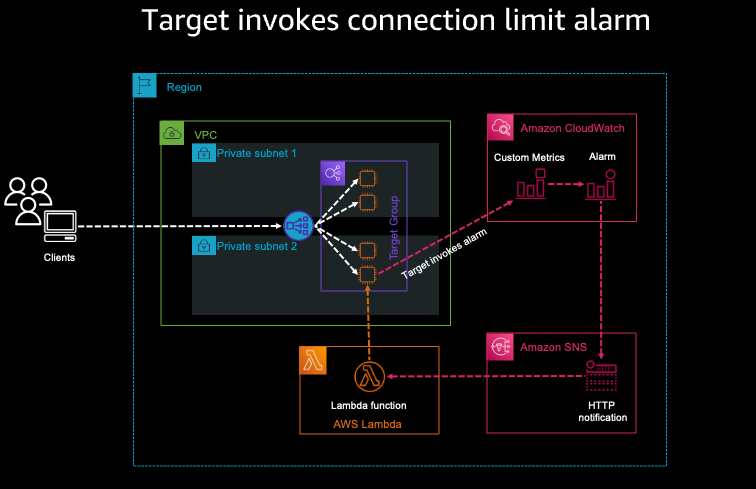 Target invokes connection limit alarm
Region
VPC
Private subnet 1
Private subnet 2
Target Group
Clients
Target invokes alarm
Amazon CloudWatch
Custom Metrics
Alarm
Amazon SNS
HTTP
notification
Lambda function
AWS Lambda